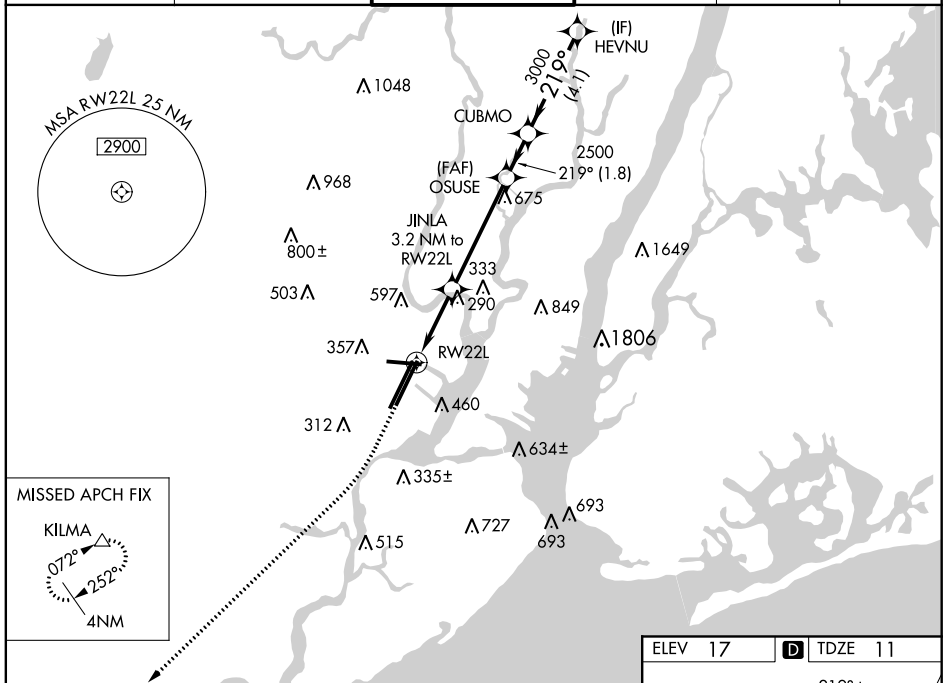 (IF)
HEVNU
3000
219°
(4.1)
1048
MSA RW22L 25 NM
2900
CUBMO
2500
219° (1.8)
(FAF)
OSUSE
968
675
JINLA
3.2 NM to
RW22L
800±
1649
333
503
597
290
849
1806
357
RW22L
460
312
634±
335±
MISSED APCH FIX
KILMA
072°
252°
4NM
693
727
693
515
ELEV 17
D
TDZE 11